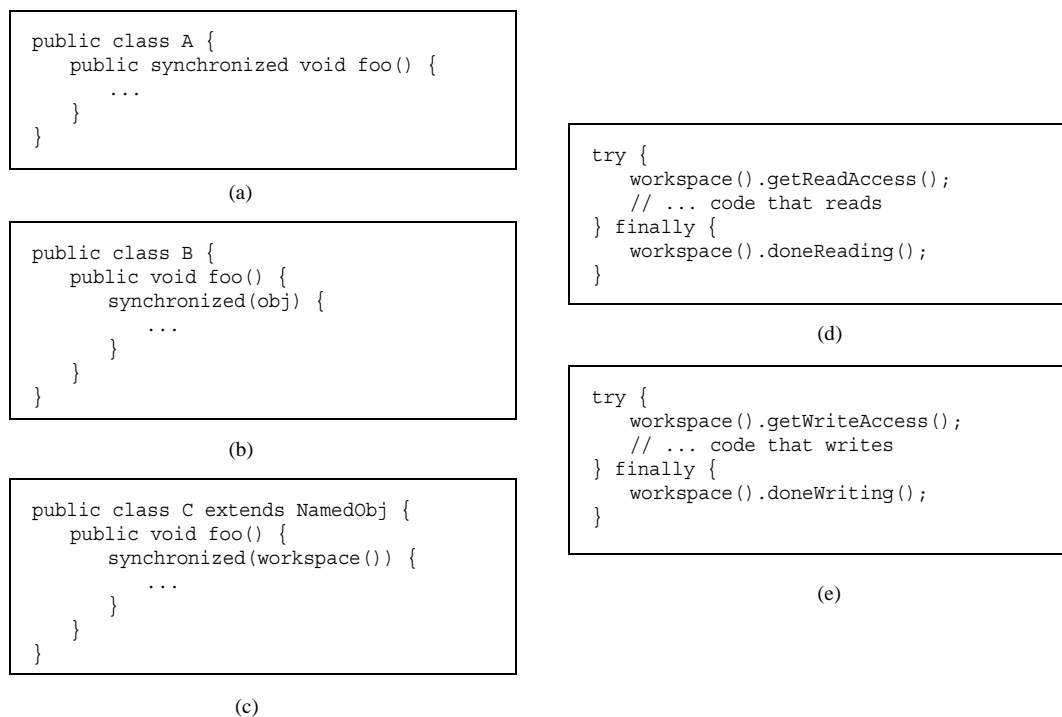 public class A {
public synchronized void foo() {
...
}
}
(a)
public class B {
public void foo() {
synchronized(obj) {
...
}
}
}
(b)
public class C extends NamedObj {
public void foo() {
synchronized(workspace()) {
...
}
}
}
(c)
try {
workspace().getReadAccess();
// ... code that reads
} finally {
workspace().doneReading();
}
(d)
try {
workspace().getWriteAccess();
// ... code that writes
} finally {
workspace().doneWriting();
}
(e)